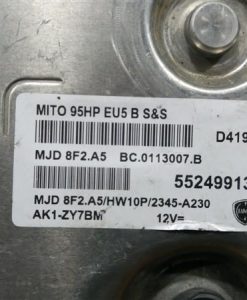 MITO 95HP EU5 B S&S
D419
MJD 8F2.A5 BC.0113007.B
55249913
MJD 8F2.A5/HW10P/2345-A230
AK1-ZY7BM 12V=